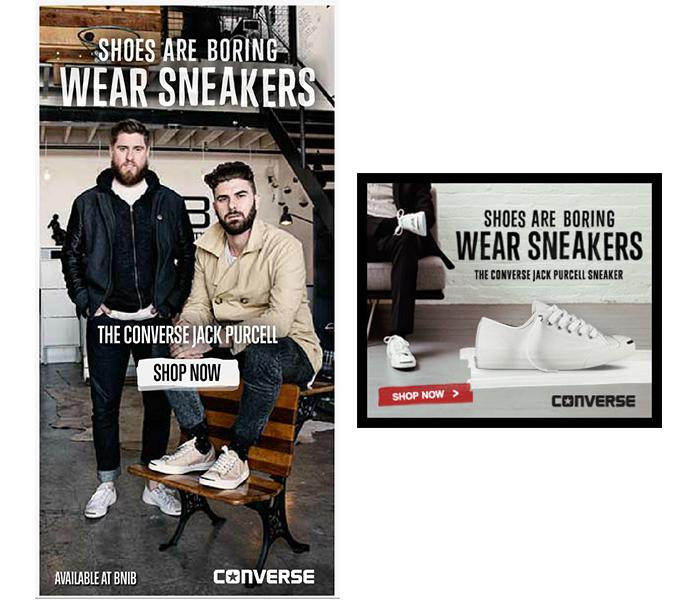 SHOES ARE BORING
WEAR SNEAKERS
THE CONVERSE JACK PURCELL
SHOP NOW
AVAILABLE AT BNIB
CONVERSE
SHOES ARE BORING
WEAR SNEAKERS
THE CONVERSE JACK PURCELL SNEAKER
SHOP NOW >
CONVERSE